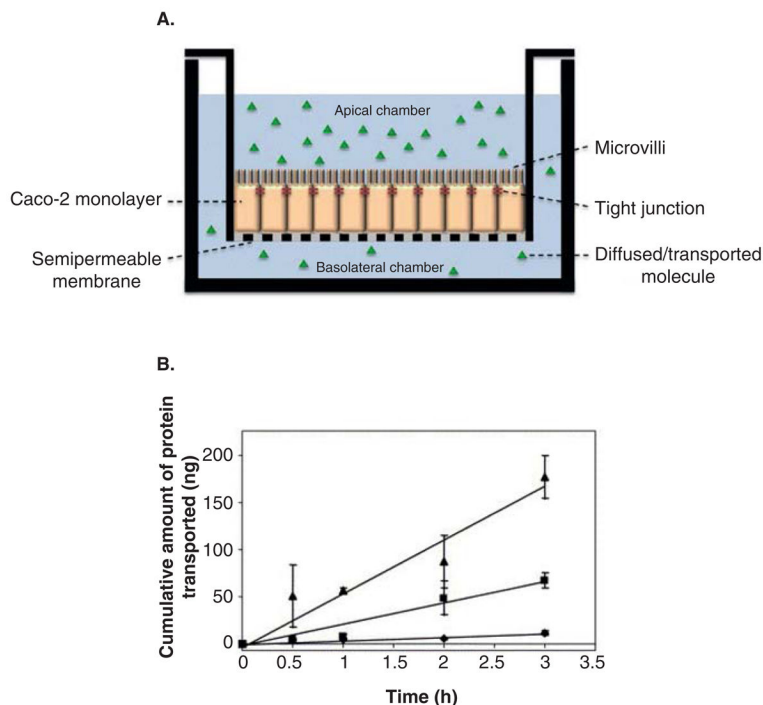 A.
Apical chamber
Microvilli
Caco-2 monolayer
Tight junction
Semipermeable
membrane
Diffused/transported
molecule
Basolateral chamber
B.
Cumulative amount of protein
transported (ng)
200
150
100
50
0
0 0.5 1 1.5 2 2.5 3 3.5
Time (h)